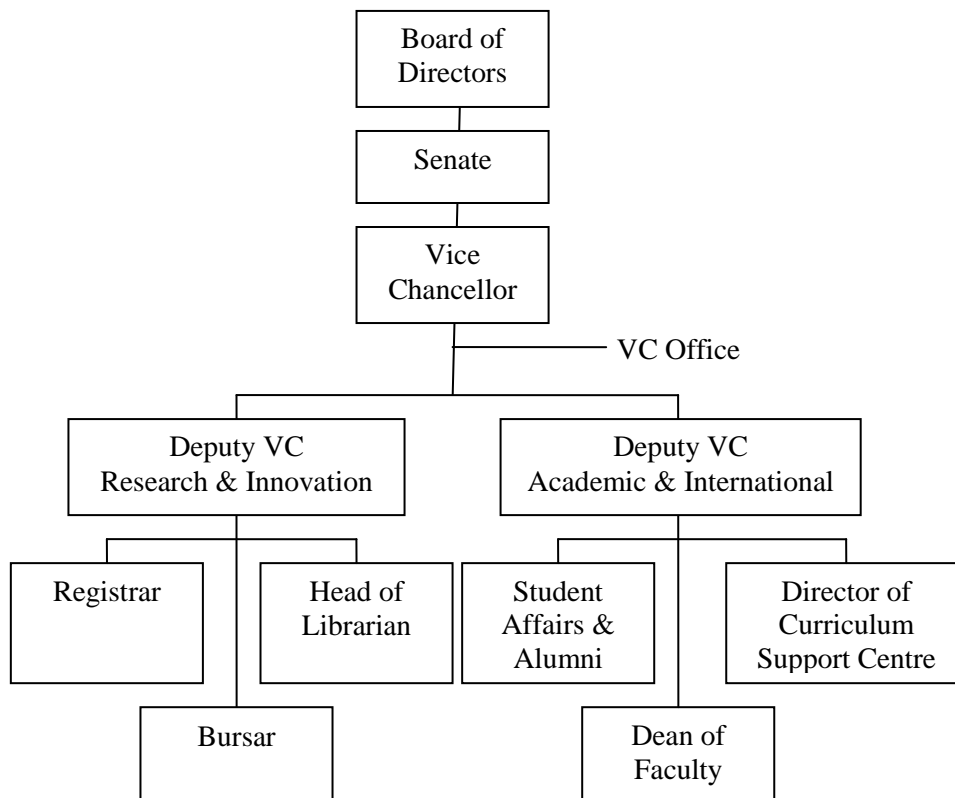 Board of
Directors
Senate
Vice
Chancellor
VC Office
Deputy VC
Research & Innovation
Deputy VC
Academic & International
Registrar
Head of
Librarian
Student
Affairs &
Alumni
Director of
Curriculum
Support Centre
Bursar
Dean of
Faculty